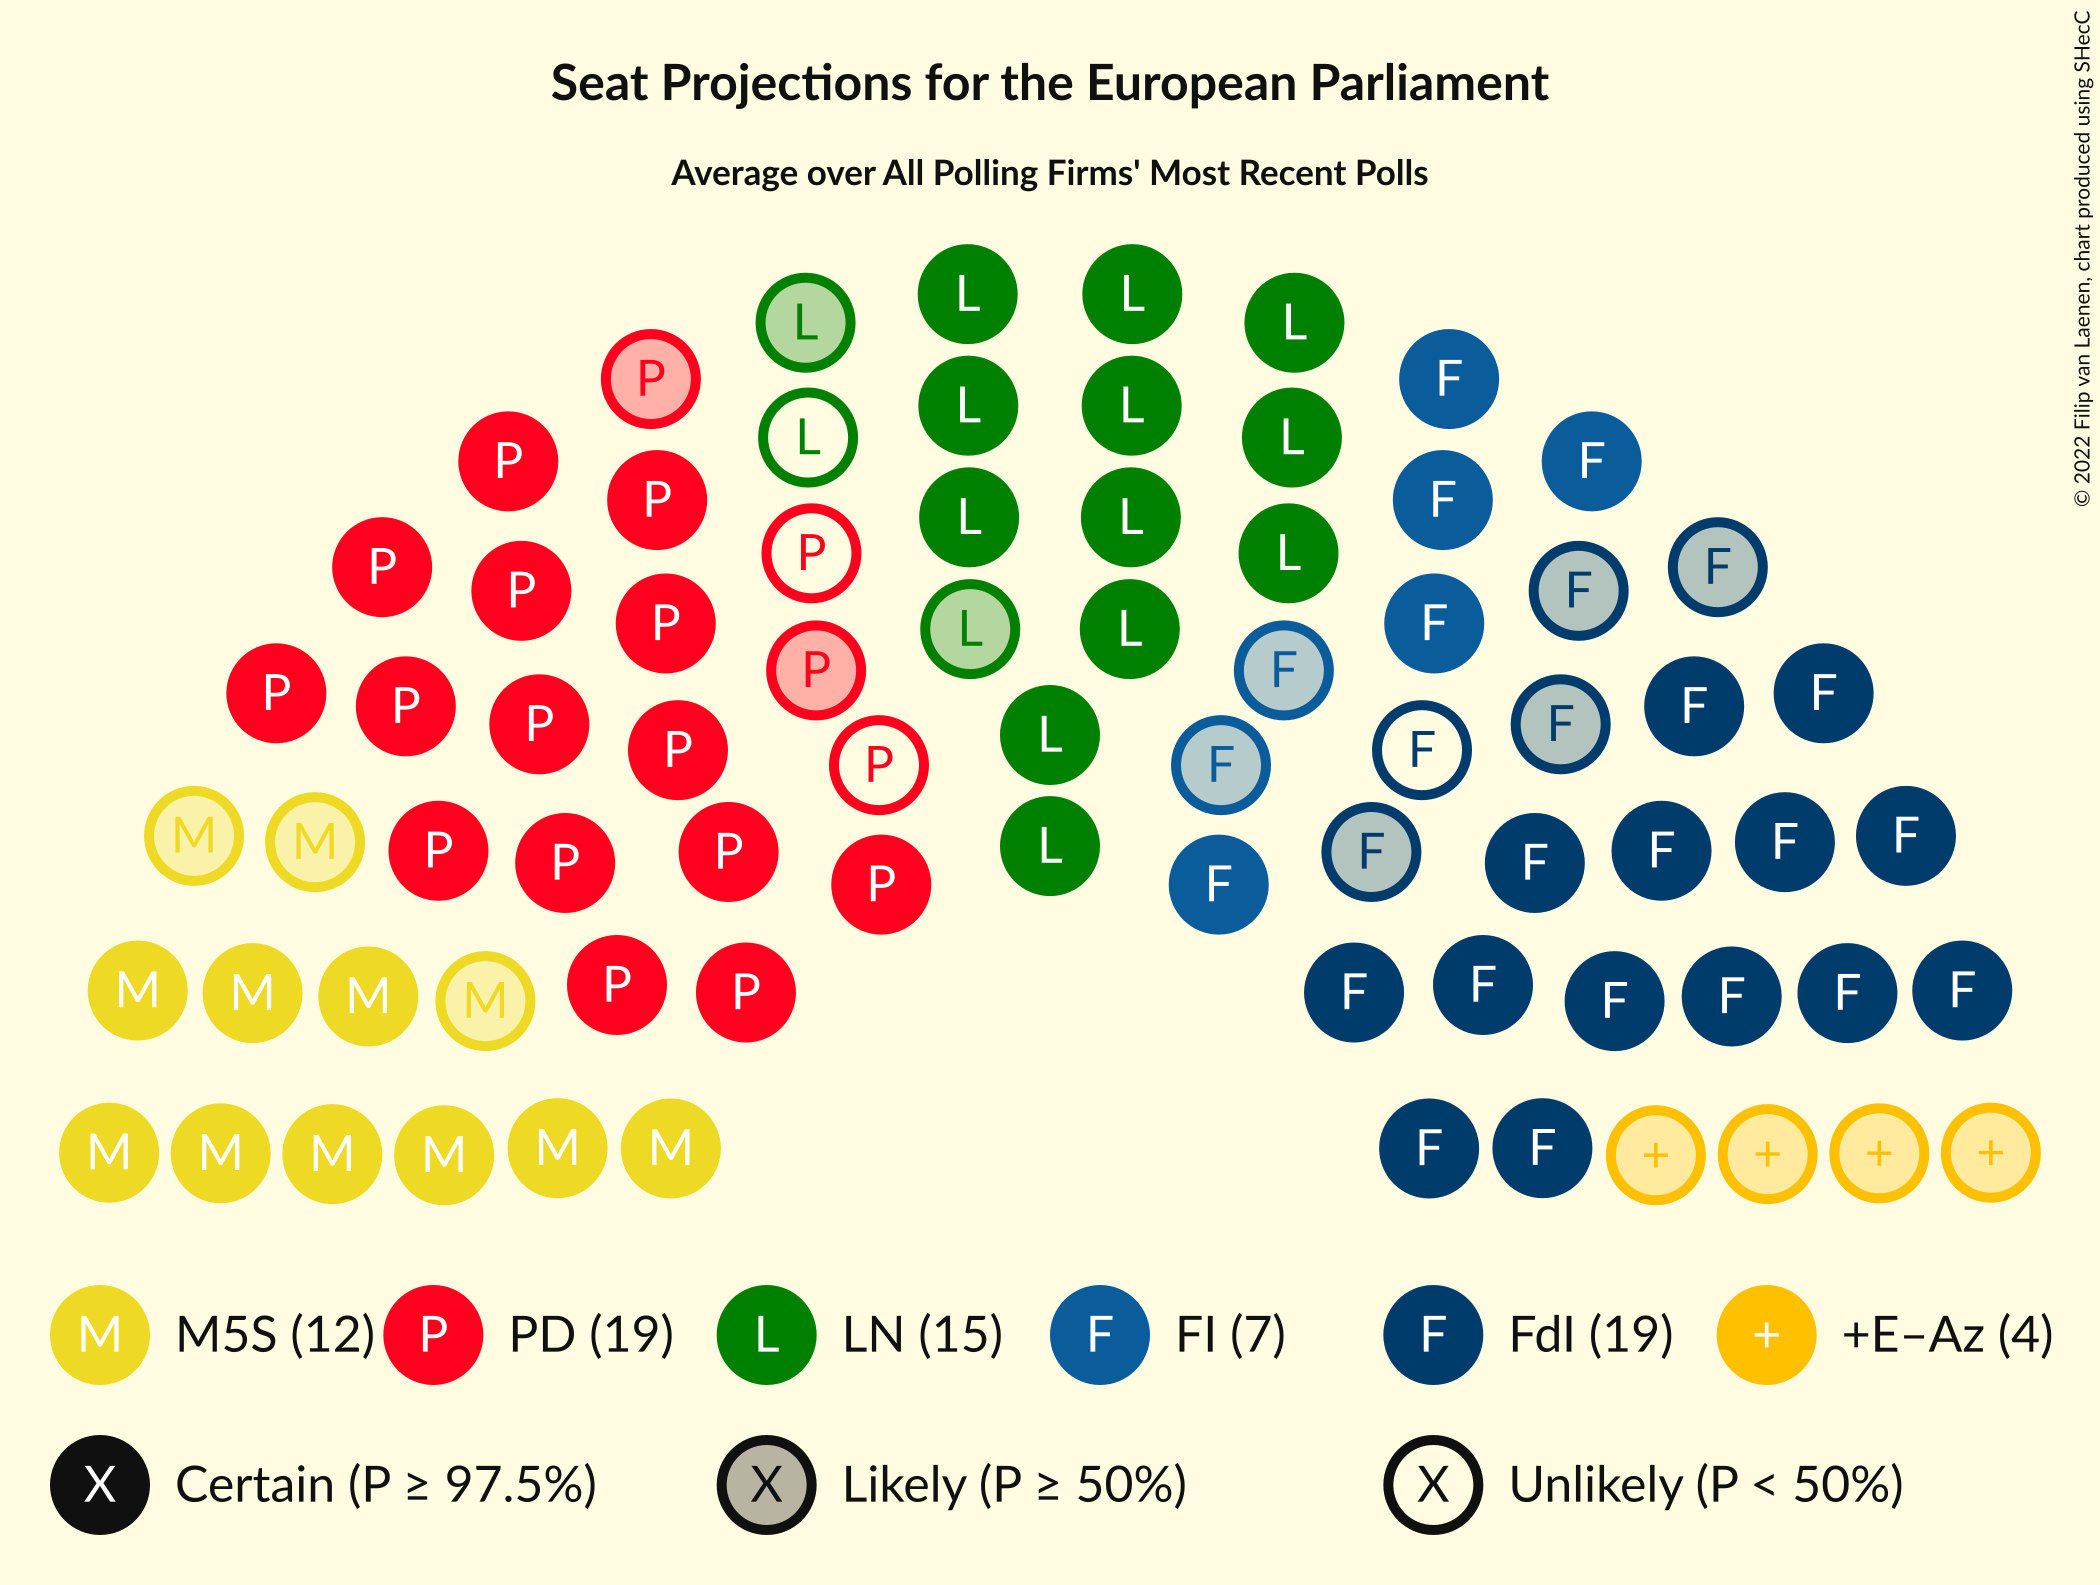 Seat Projections for the European Parliament
Average over All Polling Firms' Most Recent Polls
© 2022 Filip van Laenen, chart produced using SHecC
L L
L L
P F
L L
L L
P F
P P F F
L L
P L F
P F
P P F F
L L
P F
P P F F
P P F F
L
P F
P F
M M P P P L F F F F F
P F
M M M M P P F F F F F F
M M M M M M F F + + + +
M M5S (12) P PD (19) L LN (15) F FI (7) F FdI (19) + +E–Az (4)
X Certain (P ≥ 97.5%) X Likely (P ≥ 50%) X Unlikely (P < 50%)